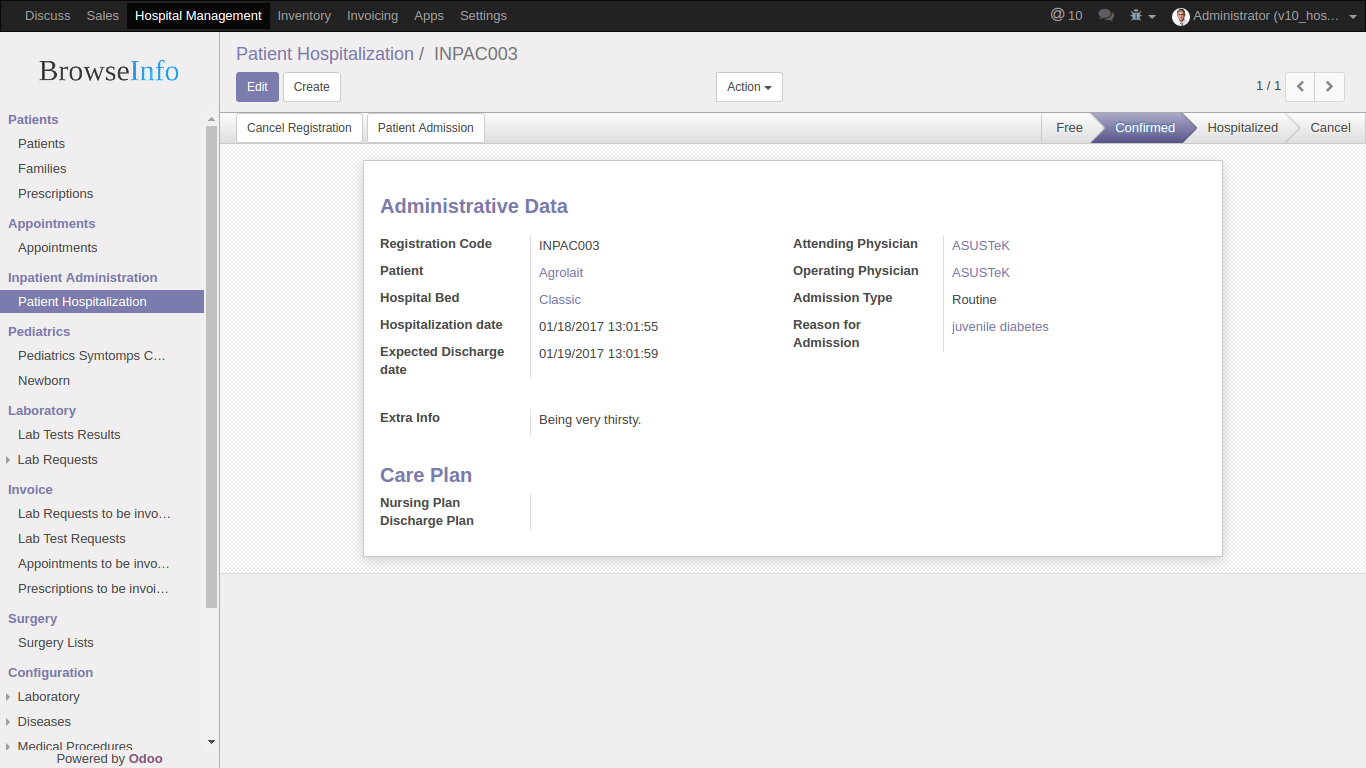 Discuss Sales Hospital Management Inventory Invoicing Apps Settings @ 10 Administrator (v10_hos...
BrowseInfo
Patients
Patients
Families
Prescriptions
Appointments
Appointments
Inpatient Administration
Patient Hospitalization
Pediatrics
Pediatrics Symtomps C...
Newborn
Laboratory
Lab Tests Results
Lab Requests
Invoice
Lab Requests to be invo...
Lab Test Requests
Appointments to be invo...
Prescriptions to be invoi...
Surgery
Surgery Lists
Configuration
Laboratory
Diseases
Medical Procedures
Powered by Odoo
Patient Hospitalization / INPAC003
Edit Create Action 1 / 1
Cancel Registration Patient Admission Free Confirmed Hospitalized Cancel
Administrative Data
Registration Code INPAC003
Patient Agrolait
Hospital Bed Classic
Hospitalization date 01/18/2017 13:01:55
Expected Discharge 01/19/2017 13:01:59
date
Attending Physician ASUSTeK
Operating Physician ASUSTeK
Admission Type Routine
Reason for juvenile diabetes
Admission
Extra Info Being very thirsty.
Care Plan
Nursing Plan
Discharge Plan